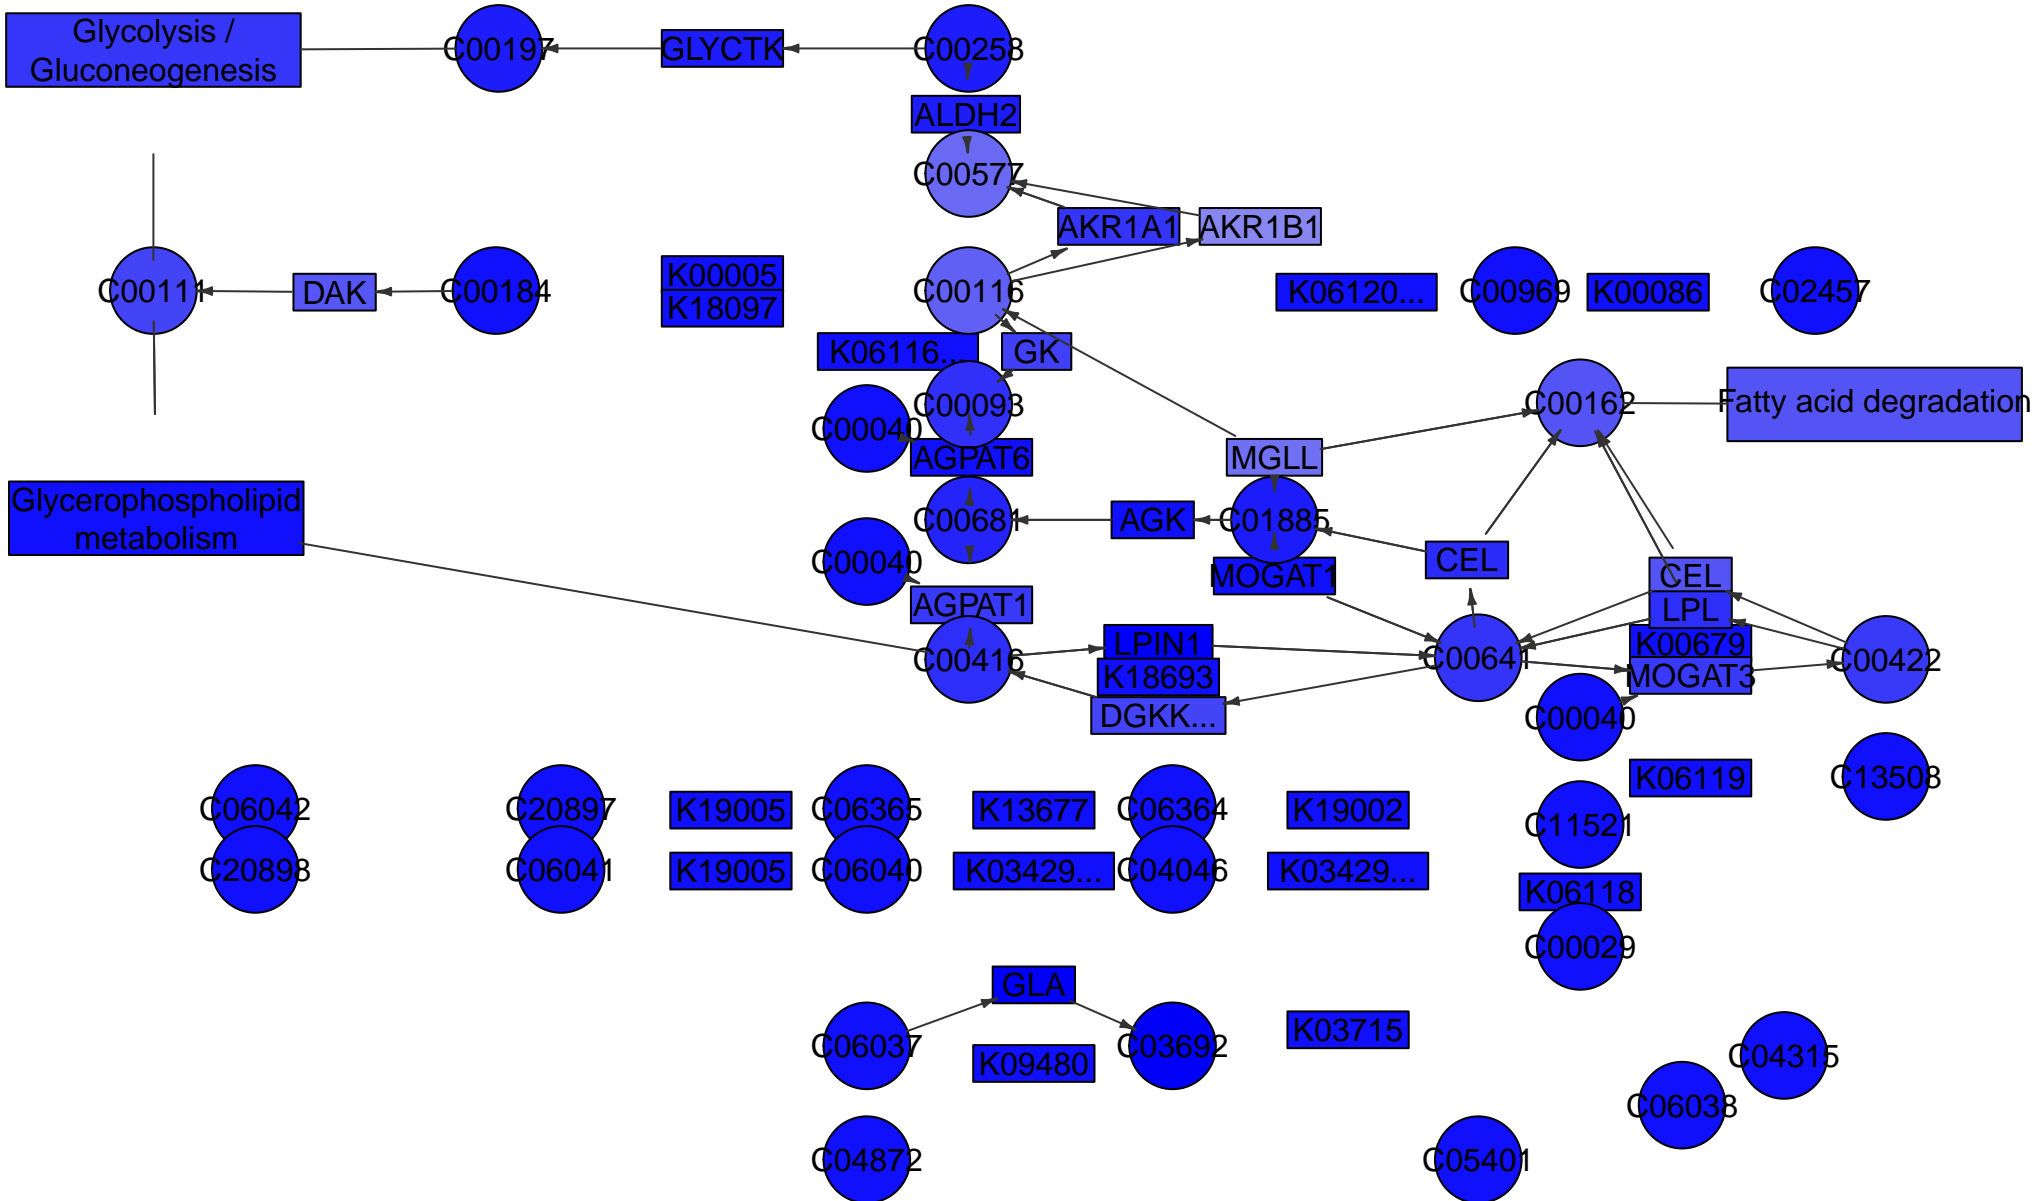 Glycolysis /
Gluconeogenesis
C00197
GLYCTK
C00258
ALDH2
C00577
AKR1A1
AKR1B1
C00111
DAK
C00184
K00005
K18097
C00116
K06120...
C00969
K00086
C02457
K06116...
GK
C00093
C00040
AGPAT6
C00162
Fatty acid degradation
MGLL
Glycerophospholipid
metabolism
C00681
AGK
C01885
C00040
MOGAT1
CEL
CEL
AGPAT1
LPL
C00416
LPIN1
K18693
DGKK...
C00641
K00679
MOGAT3
C00422
C00040
C06042
C20897
K19005
C06365
K13677
C06364
K19002
K06119
C13508
C11521
C20898
C06041
K19005
C06040
K03429...
C04046
K03429...
K06118
C00029
GLA
C06037
K09480
C03692
K03715
C04315
C06038
C04872
C05401